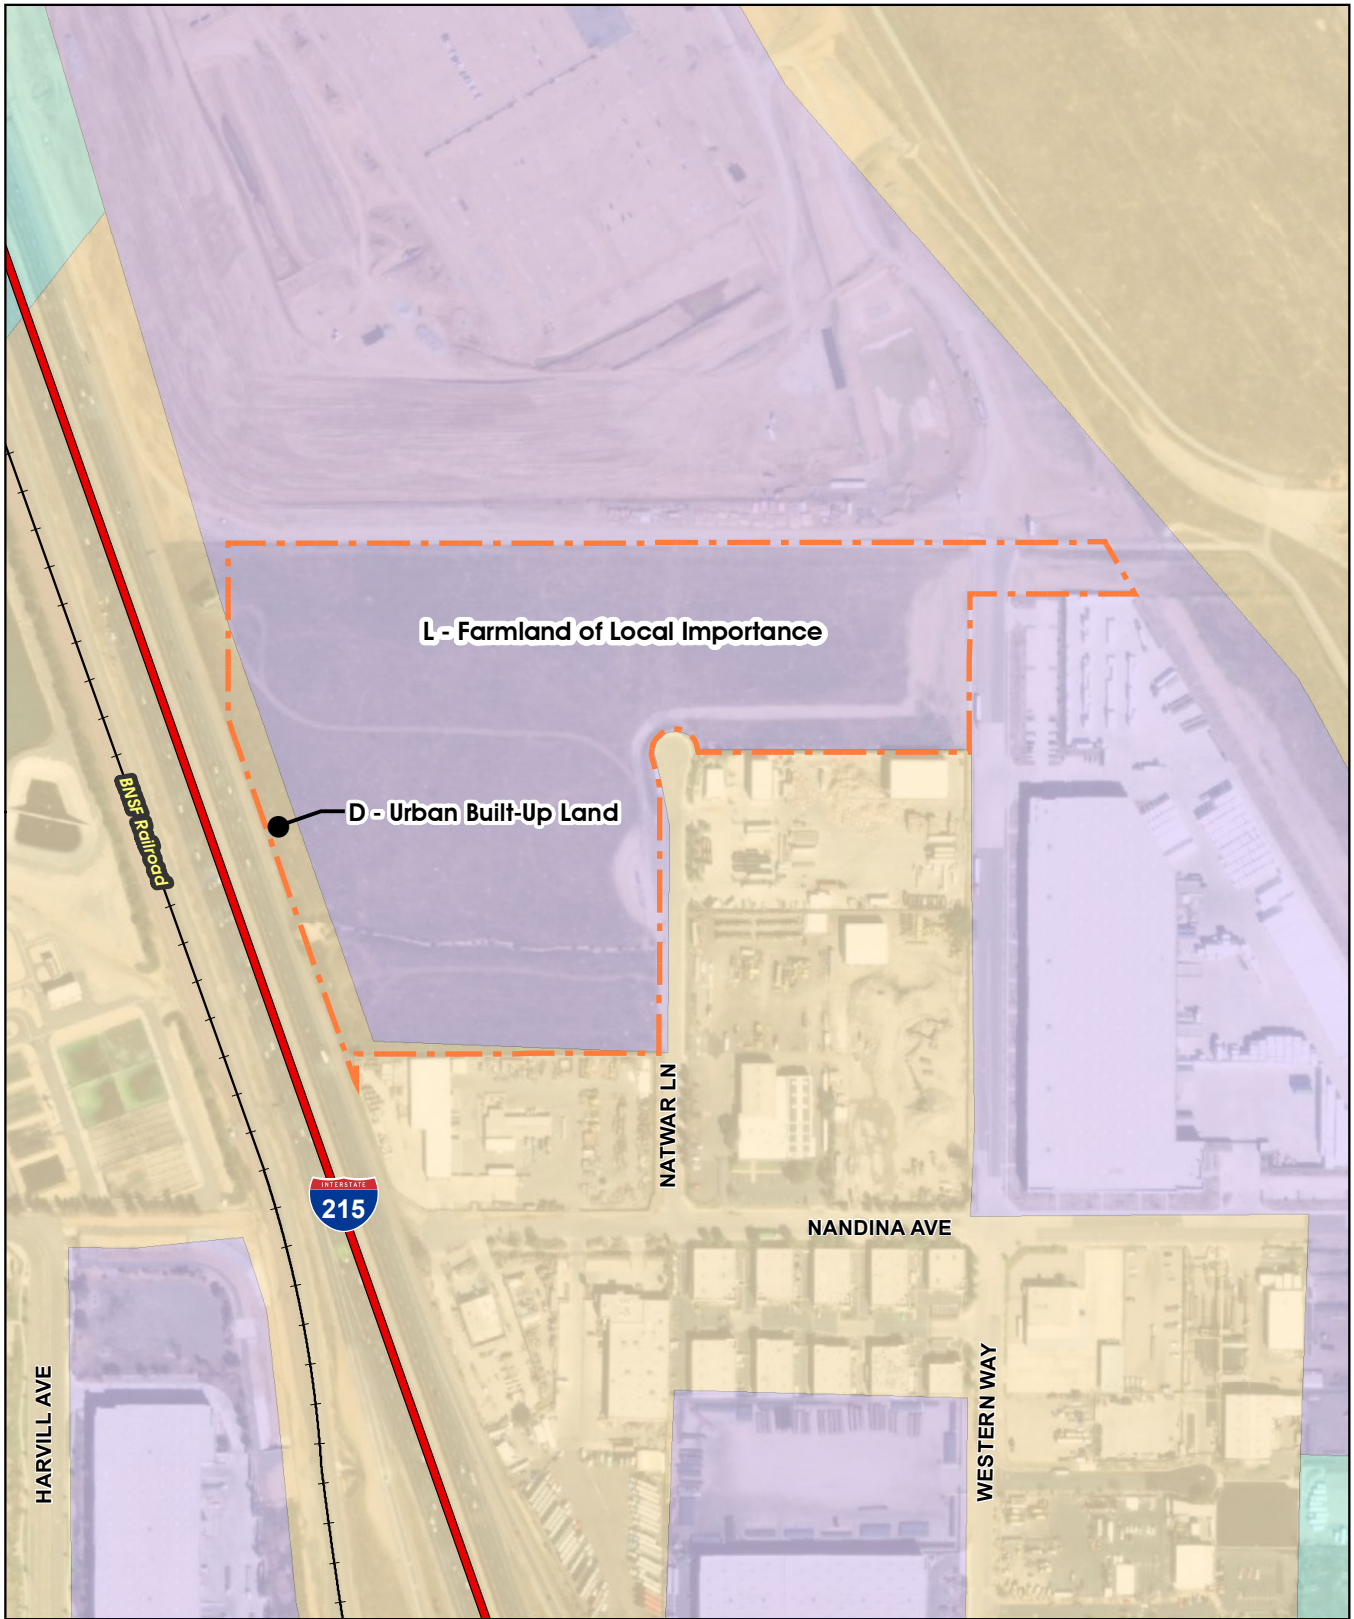 L - Farmland of Local Importance
D - Urban Built-Up Land
BNSF Railroad
NATWAR LN
INTERSTATE
215
NANDINA AVE
HARVILL AVE
WESTERN WAY